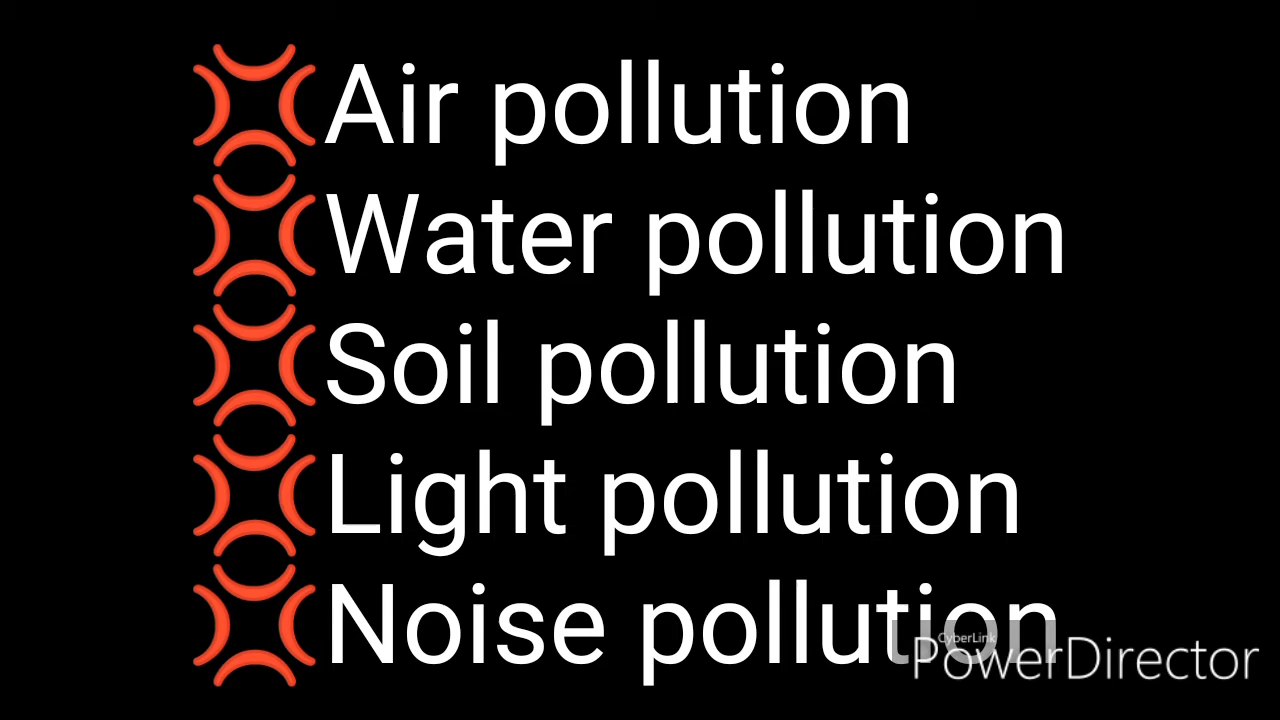 💢Air pollution
💢Water pollution
💢Soil pollution
💢Light pollution
💢Noise pollution
CyberLink
PowerDirector